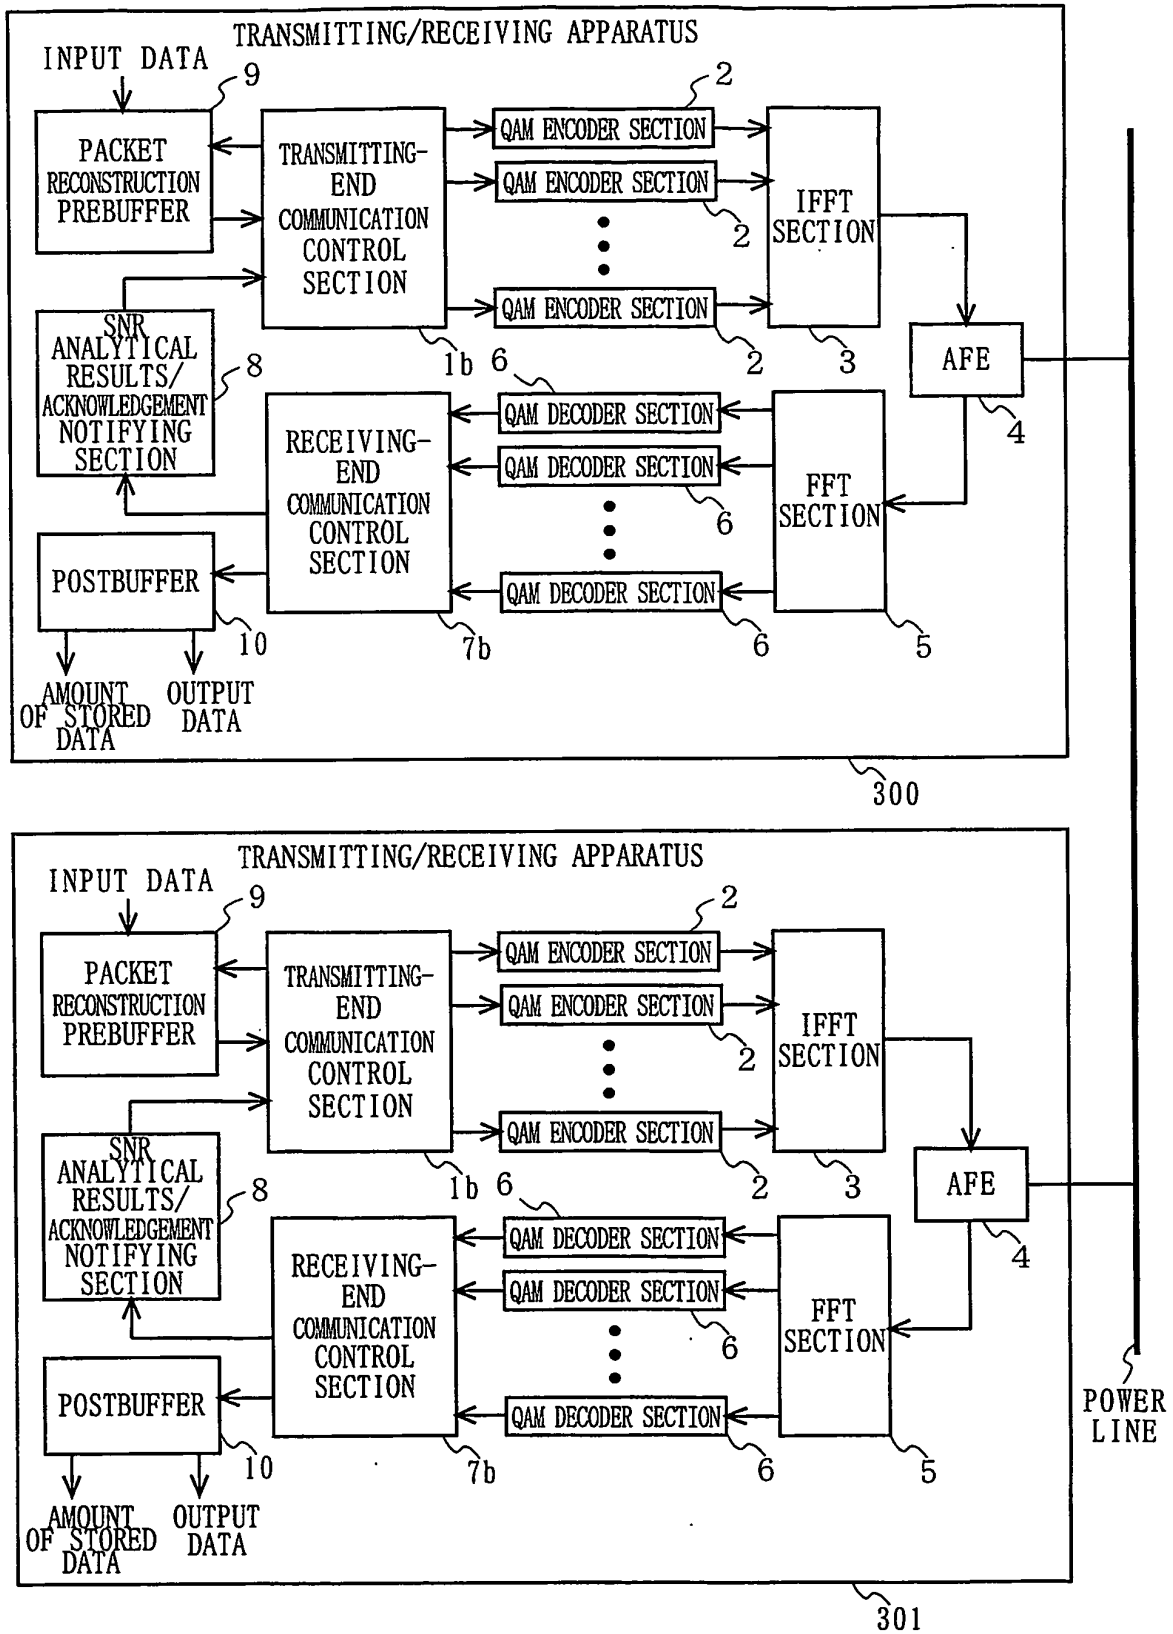 TRANSMITTING/RECEIVING APPARATUS
INPUT DATA
9
2
PACKET
RECONSTRUCTION
PREBUFFER
TRANSMITTING-
END
COMMUNICATION
CONTROL
SECTION
QAM ENCODER SECTION
QAM ENCODER SECTION
2
QAM ENCODER SECTION
IFFT
SECTION
SNR
ANALYTICAL
RESULTS/
ACKNOWLEDGEMENT
NOTIFYING
SECTION
8
1b
6
2
3
AFE
4
RECEIVING-
END
COMMUNICATION
CONTROL
SECTION
QAM DECODER SECTION
QAM DECODER SECTION
6
QAM DECODER SECTION
FFT
SECTION
POSTBUFFER
10
7b
6
5
AMOUNT
OF STORED
DATA
OUTPUT
DATA
300
TRANSMITTING/RECEIVING APPARATUS
INPUT DATA
9
2
PACKET
RECONSTRUCTION
PREBUFFER
TRANSMITTING-
END
COMMUNICATION
CONTROL
SECTION
QAM ENCODER SECTION
QAM ENCODER SECTION
2
QAM ENCODER SECTION
IFFT
SECTION
SNR
ANALYTICAL
RESULTS/
ACKNOWLEDGEMENT
NOTIFYING
SECTION
8
1b
6
2
3
AFE
4
RECEIVING-
END
COMMUNICATION
CONTROL
SECTION
QAM DECODER SECTION
QAM DECODER SECTION
6
QAM DECODER SECTION
FFT
SECTION
POSTBUFFER
10
7b
6
5
POWER
LINE
AMOUNT
OF STORED
DATA
OUTPUT
DATA
301